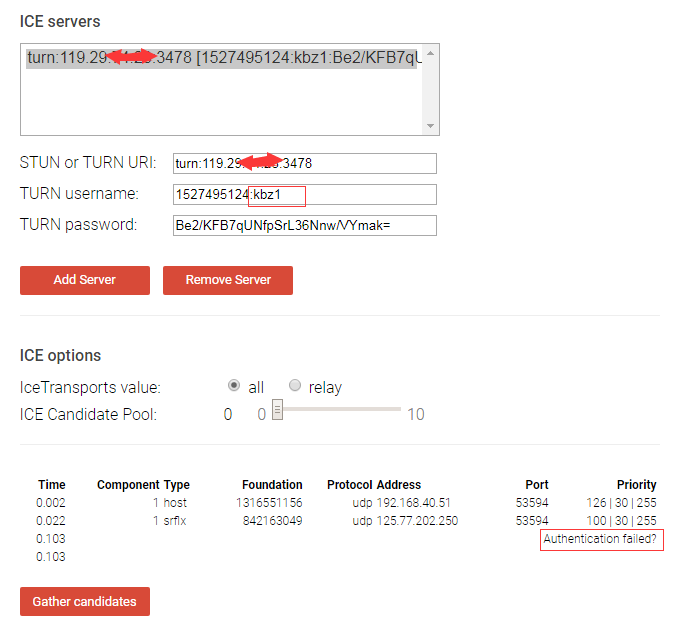 ICE servers
turn:119.29. :3478 [1527495124:kbz1:Be2/KFB7qU
STUN or TURN URI: turn:119.29. :3478
TURN username: 1527495124:kbz1
TURN password: Be2/KFB7qUNfpSrL36Nnw/VYmak=
Add Server Remove Server
ICE options
IceTransports value: all relay
ICE Candidate Pool: 0 0 10
Time Component Type Foundation Protocol Address Port Priority
0.002 1 host 1316551156 udp 192.168.40.51 53594 126 | 30 | 255
0.022 1 srflx 842163049 udp 125.77.202.250 53594 100 | 30 | 255
0.103 Authentication failed?
0.103
Gather candidates